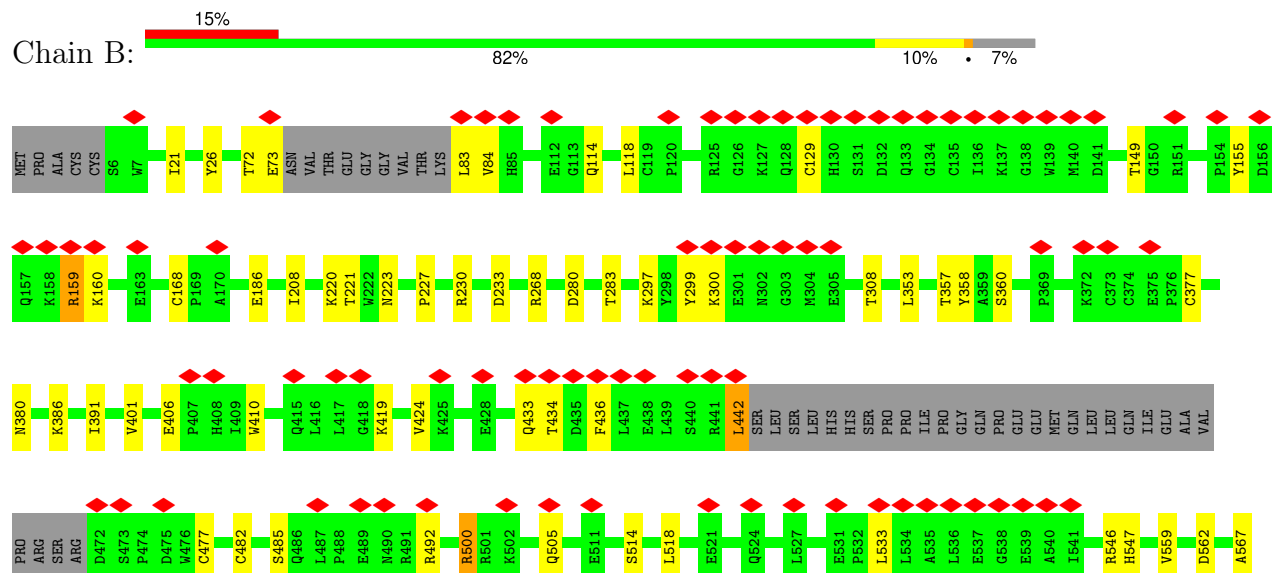 15%
Chain B:
82% 10% • 7%
MET PRO ALA CYS CYS S6 W7 I21 Y26 T72 E73 ASN VAL THR GLU GLY GLY VAL THR LYS L83 V84 H85 E112 G113 Q114 L118 C119 P120 R125 G126 K127 Q128 C129 H130 S131 D132 Q133 G134 C135 I136 K137 G138 W139 M140 D141 T149 G150 R151 P154 Y155 D156
Q157 K158 R159 K160 E163 C168 P169 A170 E186 I208 K220 T221 W222 N223 P227 R230 D233 R268 D280 T283 K297 Y298 Y299 K300 E301 N302 G303 M304 E305 T308 L353 T357 Y358 A359 S360 P369 K372 C373 C374 E375 P376 C377
N380 K386 I391 V401 E406 P407 H408 I409 W410 Q415 L416 L417 G418 K419 V424 K425 E428 Q433 T434 D435 F436 L437 E438 L439 S440 R441 L442 SER LEU SER LEU HIS HIS SER PRO PRO ILE PRO GLY GLN PRO GLU GLU MET GLN LEU LEU GLN ILE GLU ALA VAL
PRO ARG SER ARG D472 S473 P474 D475 W476 C477 C482 S485 Q486 L487 P488 E489 N490 R491 R492 R500 R501 K502 Q505 E511 S514 L518 E521 Q524 L527 E531 P532 L533 L534 A535 L536 E537 G538 E539 A540 I541 R546 H547 V559 D562 A567